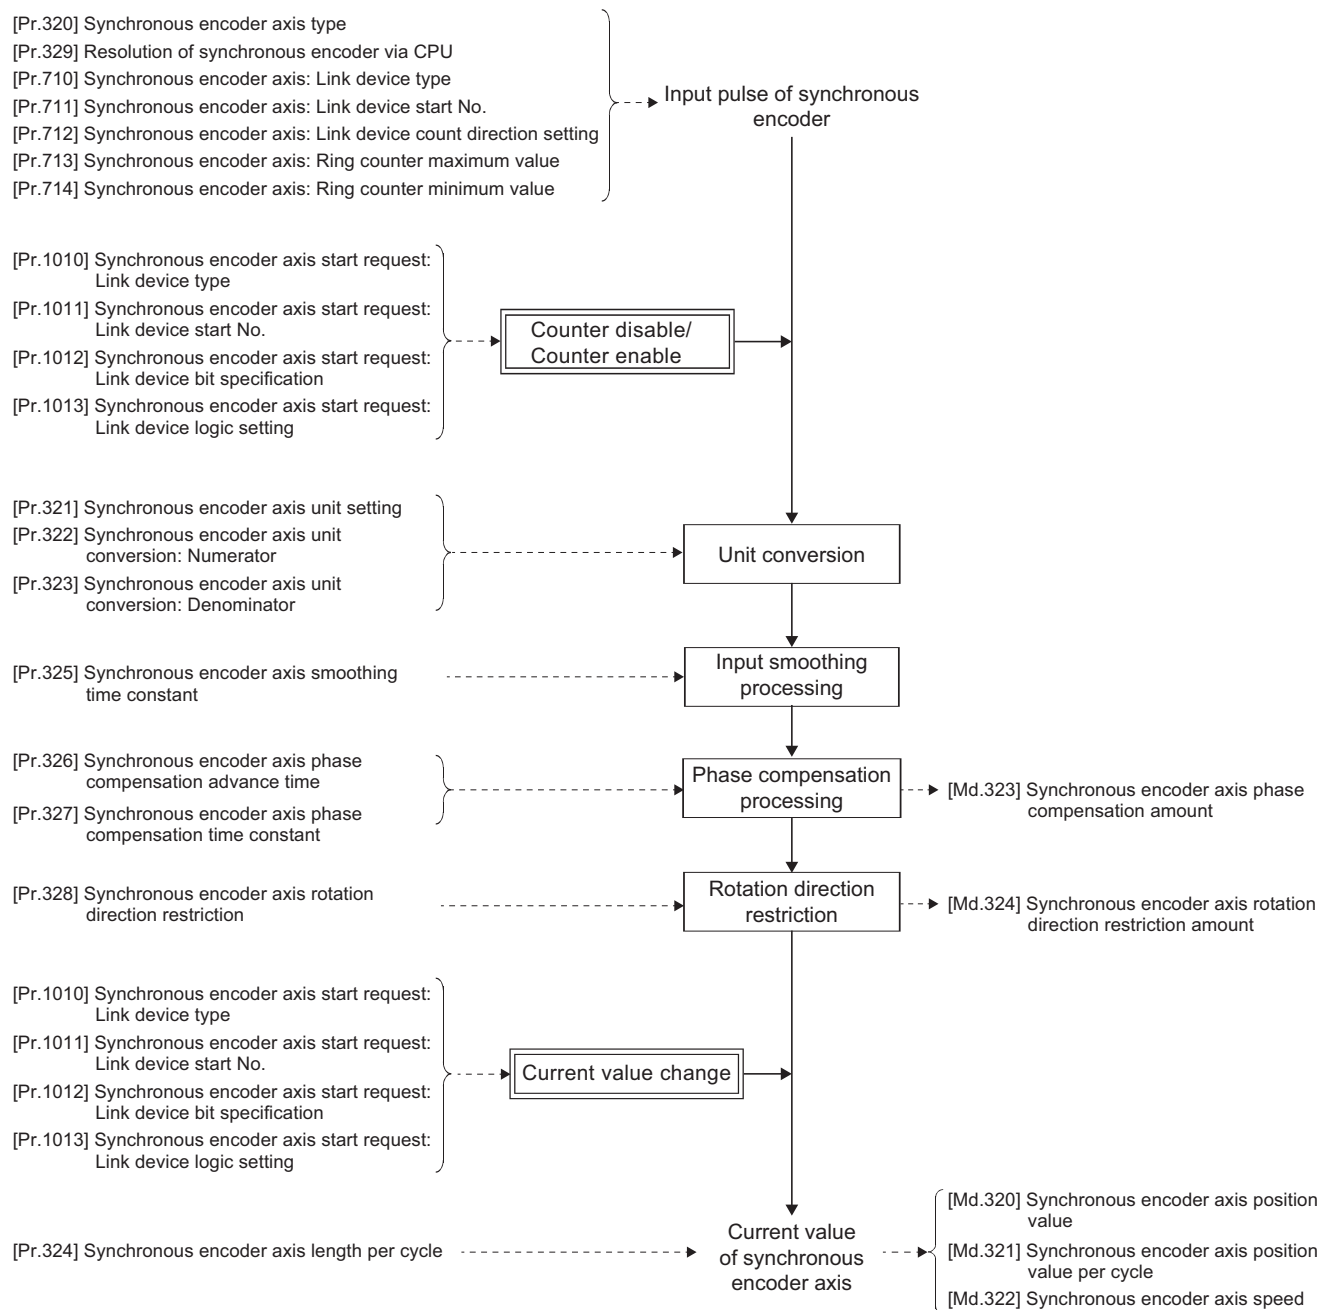 [Pr.320] Synchronous encoder axis type
[Pr.329] Resolution of synchronous encoder via CPU
[Pr.710] Synchronous encoder axis: Link device type
[Pr.711] Synchronous encoder axis: Link device start No.
[Pr.712] Synchronous encoder axis: Link device count direction setting
[Pr.713] Synchronous encoder axis: Ring counter maximum value
[Pr.714] Synchronous encoder axis: Ring counter minimum value
Input pulse of synchronous
encoder
[Pr.1010] Synchronous encoder axis start request:
Link device type
[Pr.1011] Synchronous encoder axis start request:
Link device start No.
[Pr.1012] Synchronous encoder axis start request:
Link device bit specification
[Pr.1013] Synchronous encoder axis start request:
Link device logic setting
Counter disable/
Counter enable
[Pr.321] Synchronous encoder axis unit setting
[Pr.322] Synchronous encoder axis unit
conversion: Numerator
[Pr.323] Synchronous encoder axis unit
conversion: Denominator
Unit conversion
[Pr.325] Synchronous encoder axis smoothing
time constant
Input smoothing
processing
[Pr.326] Synchronous encoder axis phase
compensation advance time
[Pr.327] Synchronous encoder axis phase
compensation time constant
Phase compensation
processing
[Md.323] Synchronous encoder axis phase
compensation amount
[Pr.328] Synchronous encoder axis rotation
direction restriction
Rotation direction
restriction
[Md.324] Synchronous encoder axis rotation
direction restriction amount
[Pr.1010] Synchronous encoder axis start request:
Link device type
[Pr.1011] Synchronous encoder axis start request:
Link device start No.
[Pr.1012] Synchronous encoder axis start request:
Link device bit specification
[Pr.1013] Synchronous encoder axis start request:
Link device logic setting
Current value change
[Pr.324] Synchronous encoder axis length per cycle
Current value
of synchronous
encoder axis
[Md.320] Synchronous encoder axis position
value
[Md.321] Synchronous encoder axis position
value per cycle
[Md.322] Synchronous encoder axis speed